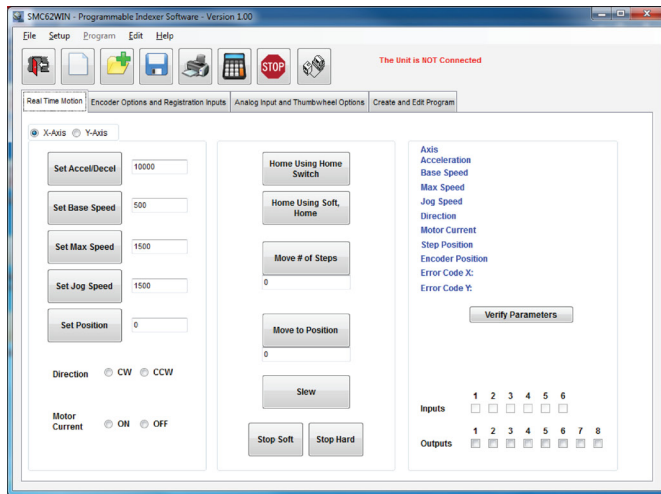 SMC62WIN - Programmable Indexer Software - Version 1.00
File Setup Program Edit Help
STOP
The Unit is NOT Connected
Real Time Motion Encoder Options and Registration Inputs Analog Input and Thumbwheel Options Create and Edit Program
X-Axis Y-Axis
Set Accel/Decel 10000
Set Base Speed 500
Set Max Speed 1500
Set Jog Speed 1500
Set Position 0
Direction CW CCW
Motor
Current ON OFF
Home Using Home
Switch
Home Using Soft,
Home
Move # of Steps
0
Move to Position
0
Slew
Stop Soft Stop Hard
Axis
Acceleration
Base Speed
Max Speed
Jog Speed
Direction
Motor Current
Step Position
Encoder Position
Error Code X:
Error Code Y:
Verify Parameters
1 2 3 4 5 6
Inputs
1 2 3 4 5 6 7 8
Outputs